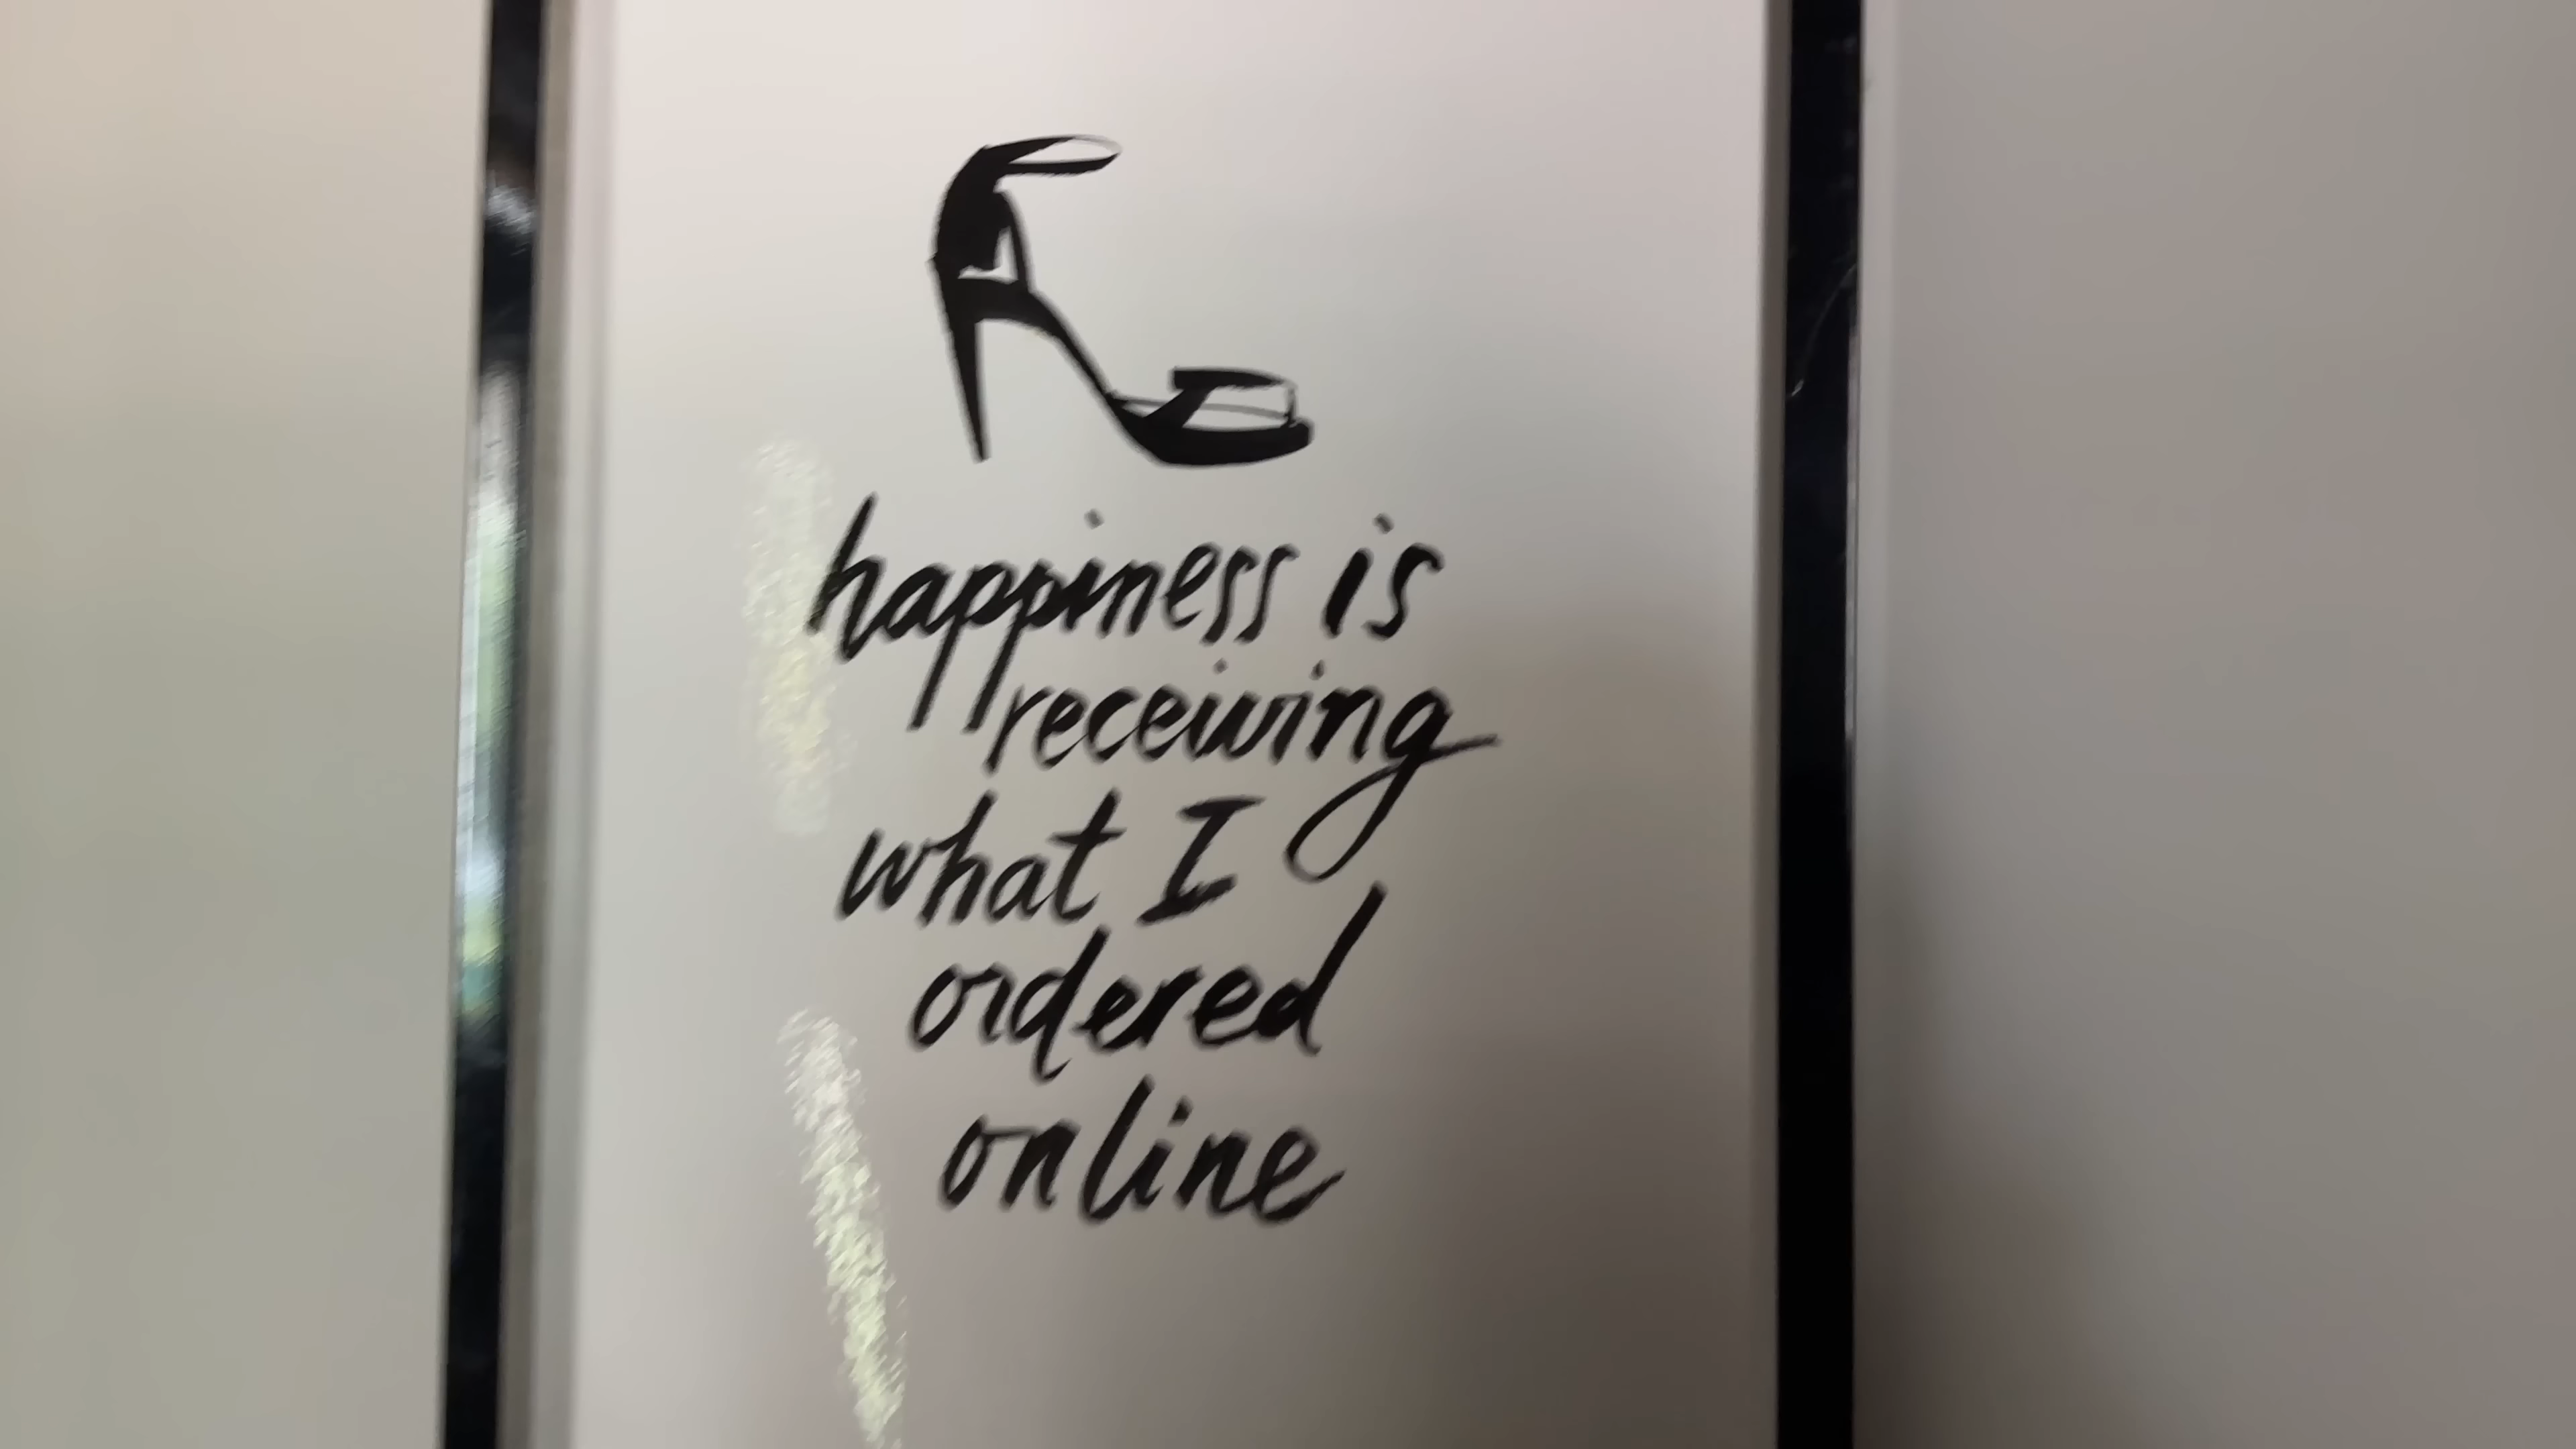 happiness is
receiving
what I
ordered
online